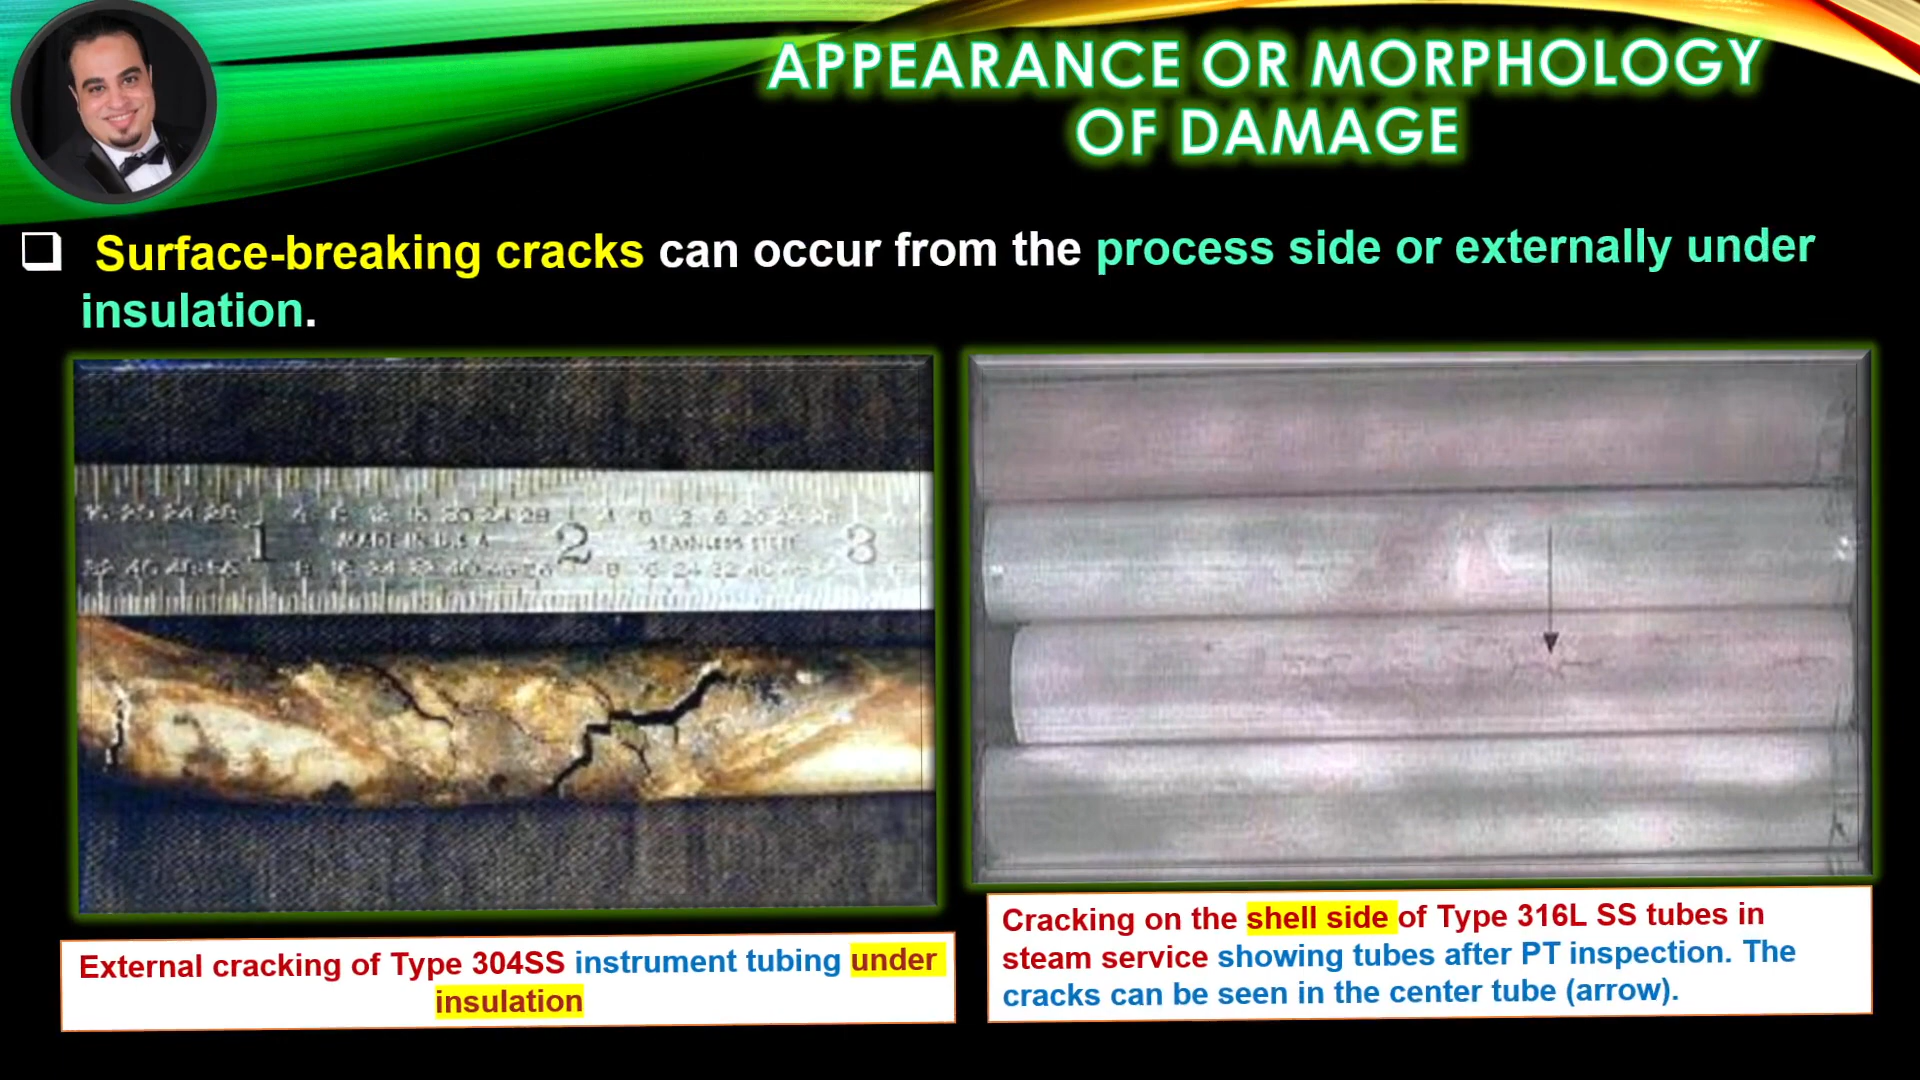 APPEARANCE OR MORPHOLOGY
OF DAMAGE
Surface-breaking cracks can occur from the process side or externally under
insulation.
1 2 3
MADE IN U.S.A STAINLESS STEEL
External cracking of Type 304SS instrument tubing under
insulation
Cracking on the shell side of Type 316L SS tubes in
steam service showing tubes after PT inspection. The
cracks can be seen in the center tube (arrow).